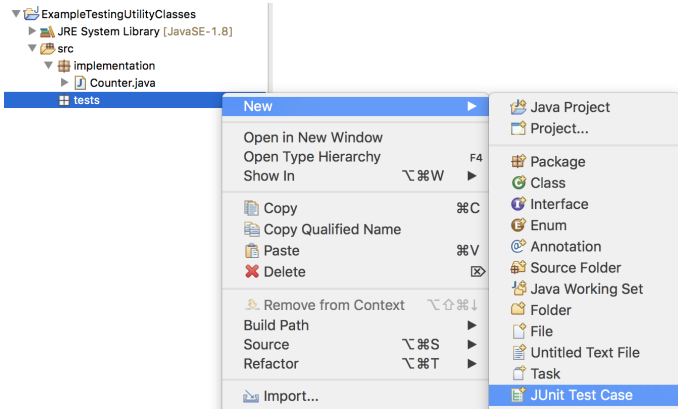 ExampleTestingUtilityClasses
JRE System Library [JavaSE-1.8]
src
implementation
Counter.java
tests
New
Open in New Window
Open Type Hierarchy F4
Show In ⌥⌘W
Copy ⌘C
Copy Qualified Name
Paste ⌘V
Delete ⌦
Remove from Context ⌥⇧⌘↓
Build Path
Source ⌥⌘S
Refactor ⌥⌘T
Import...
Java Project
Project...
Package
Class
Interface
Enum
Annotation
Source Folder
Java Working Set
Folder
File
Untitled Text File
Task
JUnit Test Case